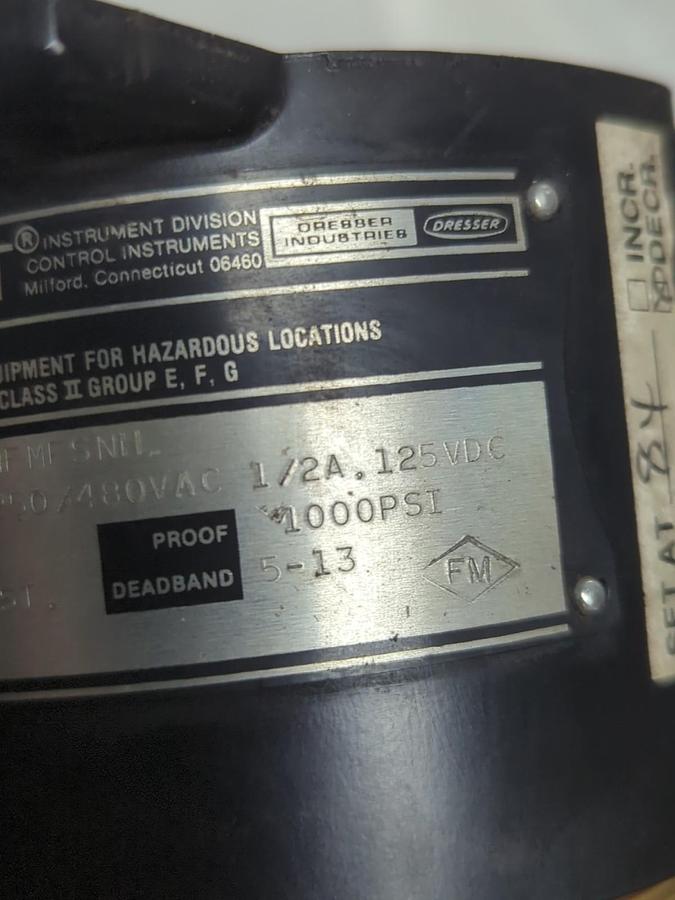 ® INSTRUMENT DIVISION
CONTROL INSTRUMENTS
Milford, Connecticut 06460
DRESSER
INDUSTRIES
DRESSER
UIPMENT FOR HAZARDOUS LOCATIONS
CLASS II GROUP E, F, G
/480VAC 1/2A. 125VDC
PROOF 1000PSI
DEADBAND 5-13
FM
INCR.
DECR.
SET AT 84